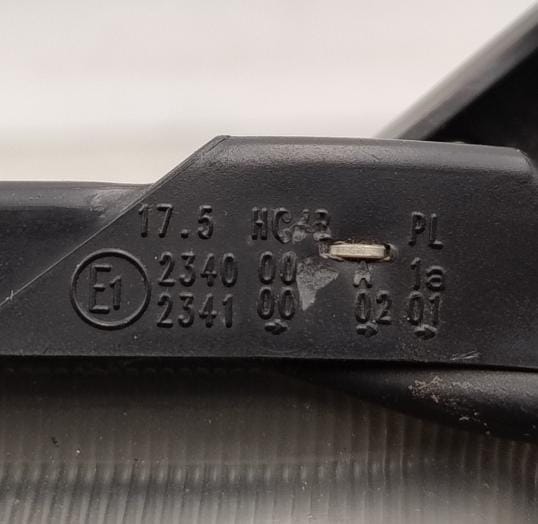 17.5 HC/R PL
E1 2340 00 A 1a
2341 00 02 01
→ → →